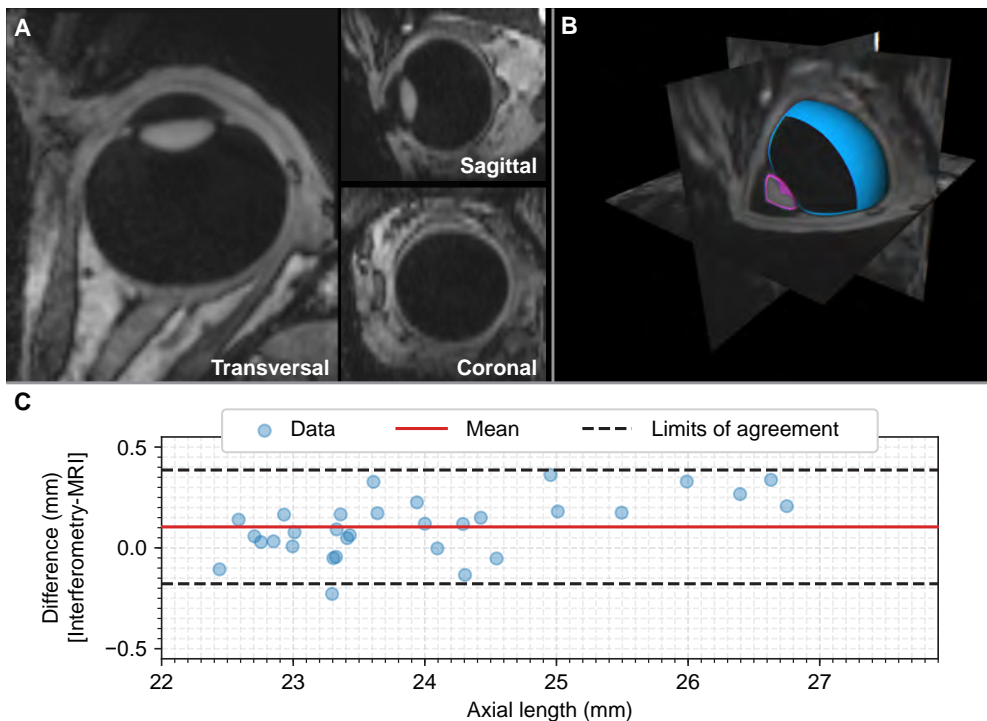 A
Sagittal
Transversal
Coronal
B
C
Data
Mean
Limits of agreement
Difference (mm)
[Interferometry-MRI]
0.5
0.0
−0.5
22
23
24
25
26
27
Axial length (mm)